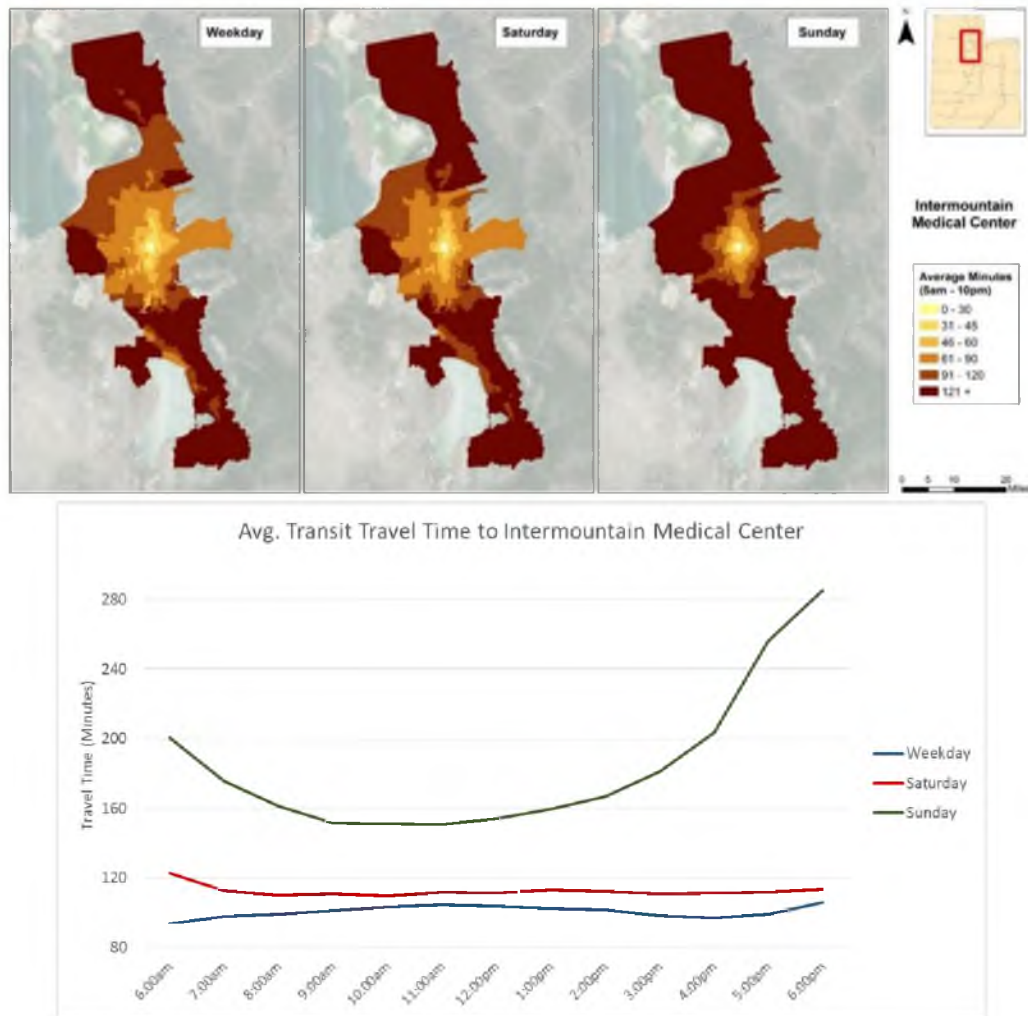 Weekday
Saturday
Sunday
N
Intermountain
Medical Center
Average Minutes
(5am - 10pm)
0 - 30
31 - 45
46 - 60
61 - 90
91 - 120
121 +
0 5 10 20
Miles
Avg. Transit Travel Time to Intermountain Medical Center
Travel Time (Minutes)
280
240
200
160
120
80
6:00am 7:00am 8:00am 9:00am 10:00am 11:00am 12:00pm 1:00pm 2:00pm 3:00pm 4:00pm 5:00pm 6:00pm
Weekday
Saturday
Sunday